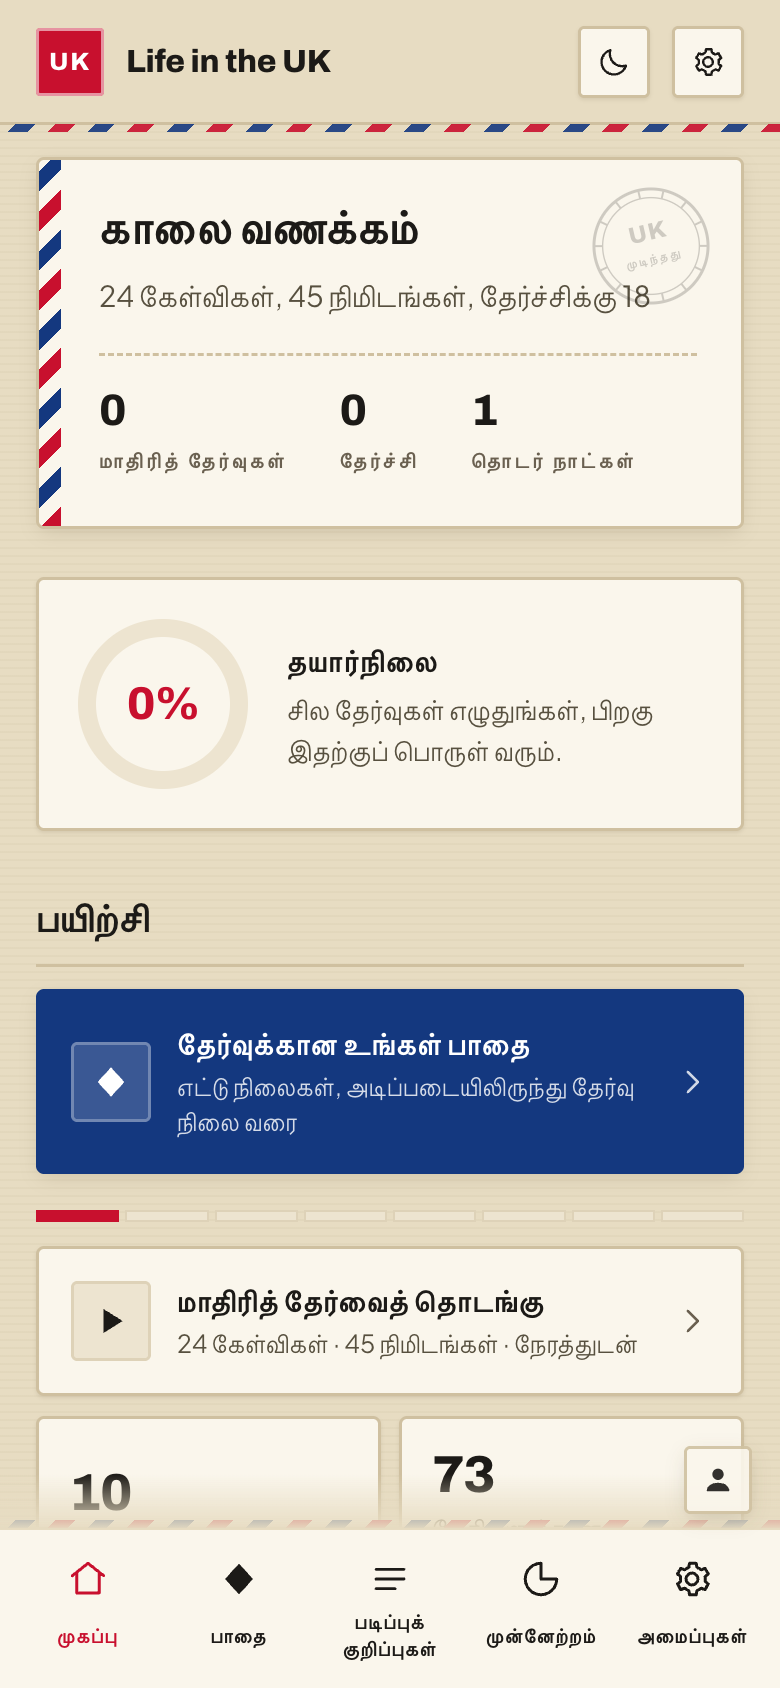 UK
Life in the UK
காலை வணக்கம்
UK
முடிந்தது
24 கேள்விகள், 45 நிமிடங்கள், தேர்ச்சிக்கு 18
0 0 1
மாதிரித் தேர்வுகள் தேர்ச்சி தொடர் நாட்கள்
0%
தயார்நிலை
சில தேர்வுகள் எழுதுங்கள், பிறகு
இதற்குப் பொருள் வரும்.
பயிற்சி
தேர்வுக்கான உங்கள் பாதை
எட்டு நிலைகள், அடிப்படையிலிருந்து தேர்வு
நிலை வரை
மாதிரித் தேர்வைத் தொடங்கு
24 கேள்விகள் · 45 நிமிடங்கள் · நேரத்துடன்
10 73
முகப்பு
பாதை
படிப்புக்
குறிப்புகள்
முன்னேற்றம்
அமைப்புகள்